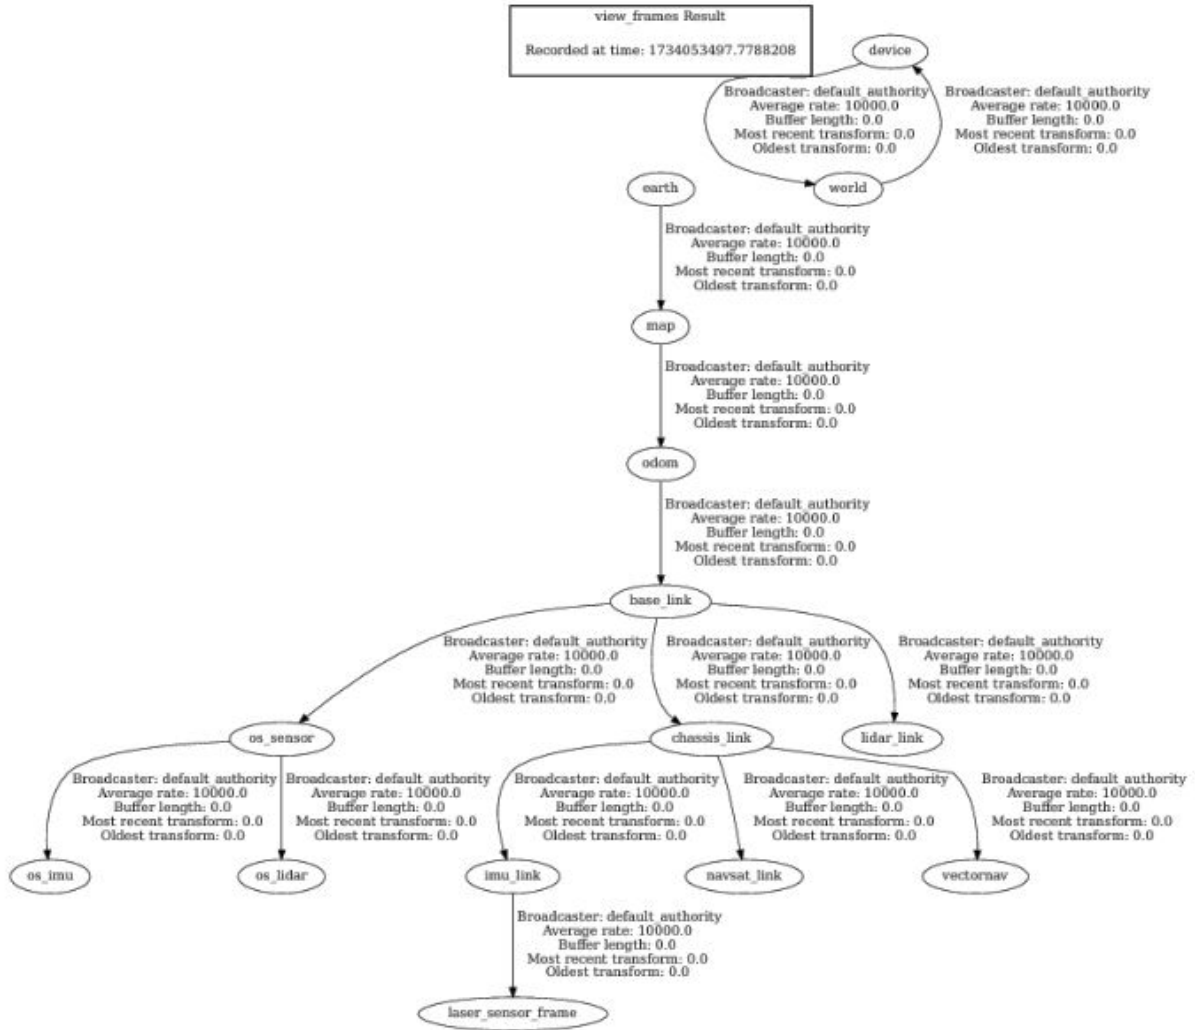 view_frames Result
Recorded at time: 1734053497.7788208
device
Broadcaster: default_authority
Average rate: 10000.0
Buffer length: 0.0
Most recent transform: 0.0
Oldest transform: 0.0
Broadcaster: default_authority
Average rate: 10000.0
Buffer length: 0.0
Most recent transform: 0.0
Oldest transform: 0.0
earth
world
Broadcaster: default_authority
Average rate: 10000.0
Buffer length: 0.0
Most recent transform: 0.0
Oldest transform: 0.0
map
Broadcaster: default_authority
Average rate: 10000.0
Buffer length: 0.0
Most recent transform: 0.0
Oldest transform: 0.0
odom
Broadcaster: default_authority
Average rate: 10000.0
Buffer length: 0.0
Most recent transform: 0.0
Oldest transform: 0.0
base_link
Broadcaster: default_authority
Average rate: 10000.0
Buffer length: 0.0
Most recent transform: 0.0
Oldest transform: 0.0
Broadcaster: default_authority
Average rate: 10000.0
Buffer length: 0.0
Most recent transform: 0.0
Oldest transform: 0.0
Broadcaster: default_authority
Average rate: 10000.0
Buffer length: 0.0
Most recent transform: 0.0
Oldest transform: 0.0
os_sensor
chassis_link
lidar_link
Broadcaster: default_authority
Average rate: 10000.0
Buffer length: 0.0
Most recent transform: 0.0
Oldest transform: 0.0
Broadcaster: default_authority
Average rate: 10000.0
Buffer length: 0.0
Most recent transform: 0.0
Oldest transform: 0.0
Broadcaster: default_authority
Average rate: 10000.0
Buffer length: 0.0
Most recent transform: 0.0
Oldest transform: 0.0
Broadcaster: default_authority
Average rate: 10000.0
Buffer length: 0.0
Most recent transform: 0.0
Oldest transform: 0.0
Broadcaster: default_authority
Average rate: 10000.0
Buffer length: 0.0
Most recent transform: 0.0
Oldest transform: 0.0
os_imu
os_lidar
imu_link
navsat_link
vectornav
Broadcaster: default_authority
Average rate: 10000.0
Buffer length: 0.0
Most recent transform: 0.0
Oldest transform: 0.0
laser_sensor_frame